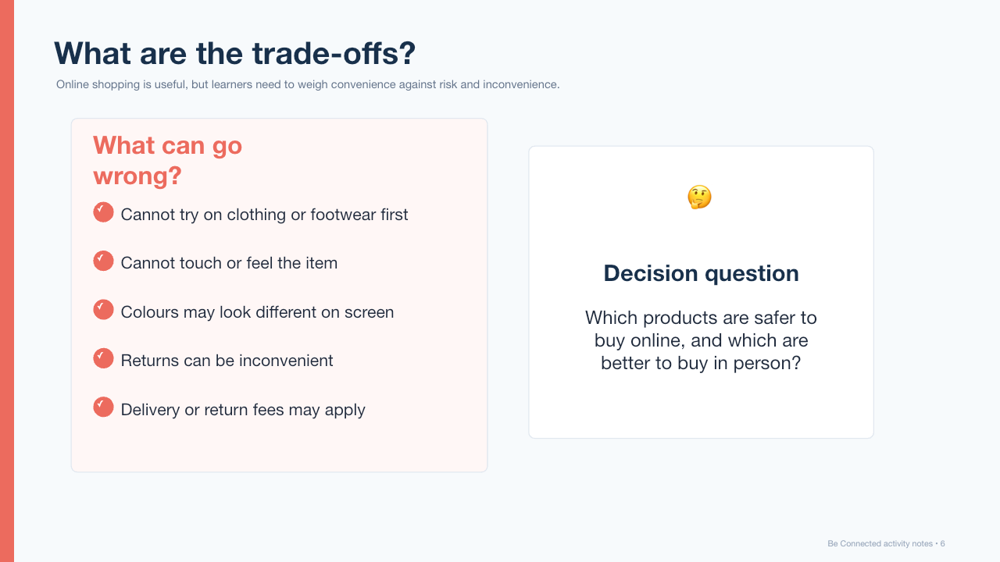 What are the trade-offs?
Online shopping is useful, but learners need to weigh convenience against risk and inconvenience.
What can go
wrong?
✓ Cannot try on clothing or footwear first
✓ Cannot touch or feel the item
✓ Colours may look different on screen
✓ Returns can be inconvenient
✓ Delivery or return fees may apply
🤔
Decision question
Which products are safer to
buy online, and which are
better to buy in person?
Be Connected activity notes • 6